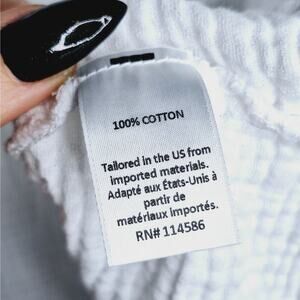 100% COTTON
Tailored in the US from
imported materials.
Adapté aux États-Unis à
partir de
matériaux importés.
RN# 114586